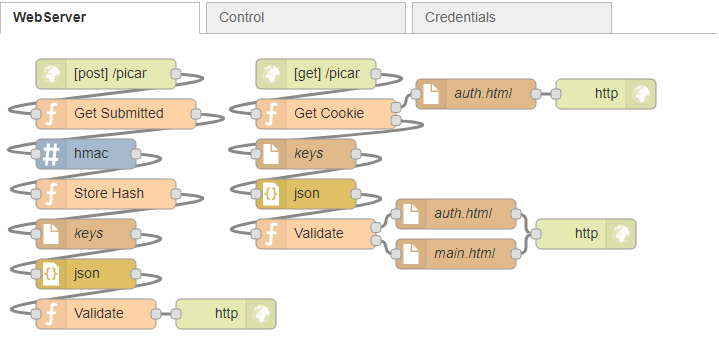 WebServer
Control
Credentials
[post] /picar
Get Submitted
hmac
Store Hash
keys
json
Validate
http
[get] /picar
Get Cookie
keys
json
Validate
auth.html
http
auth.html
main.html
http